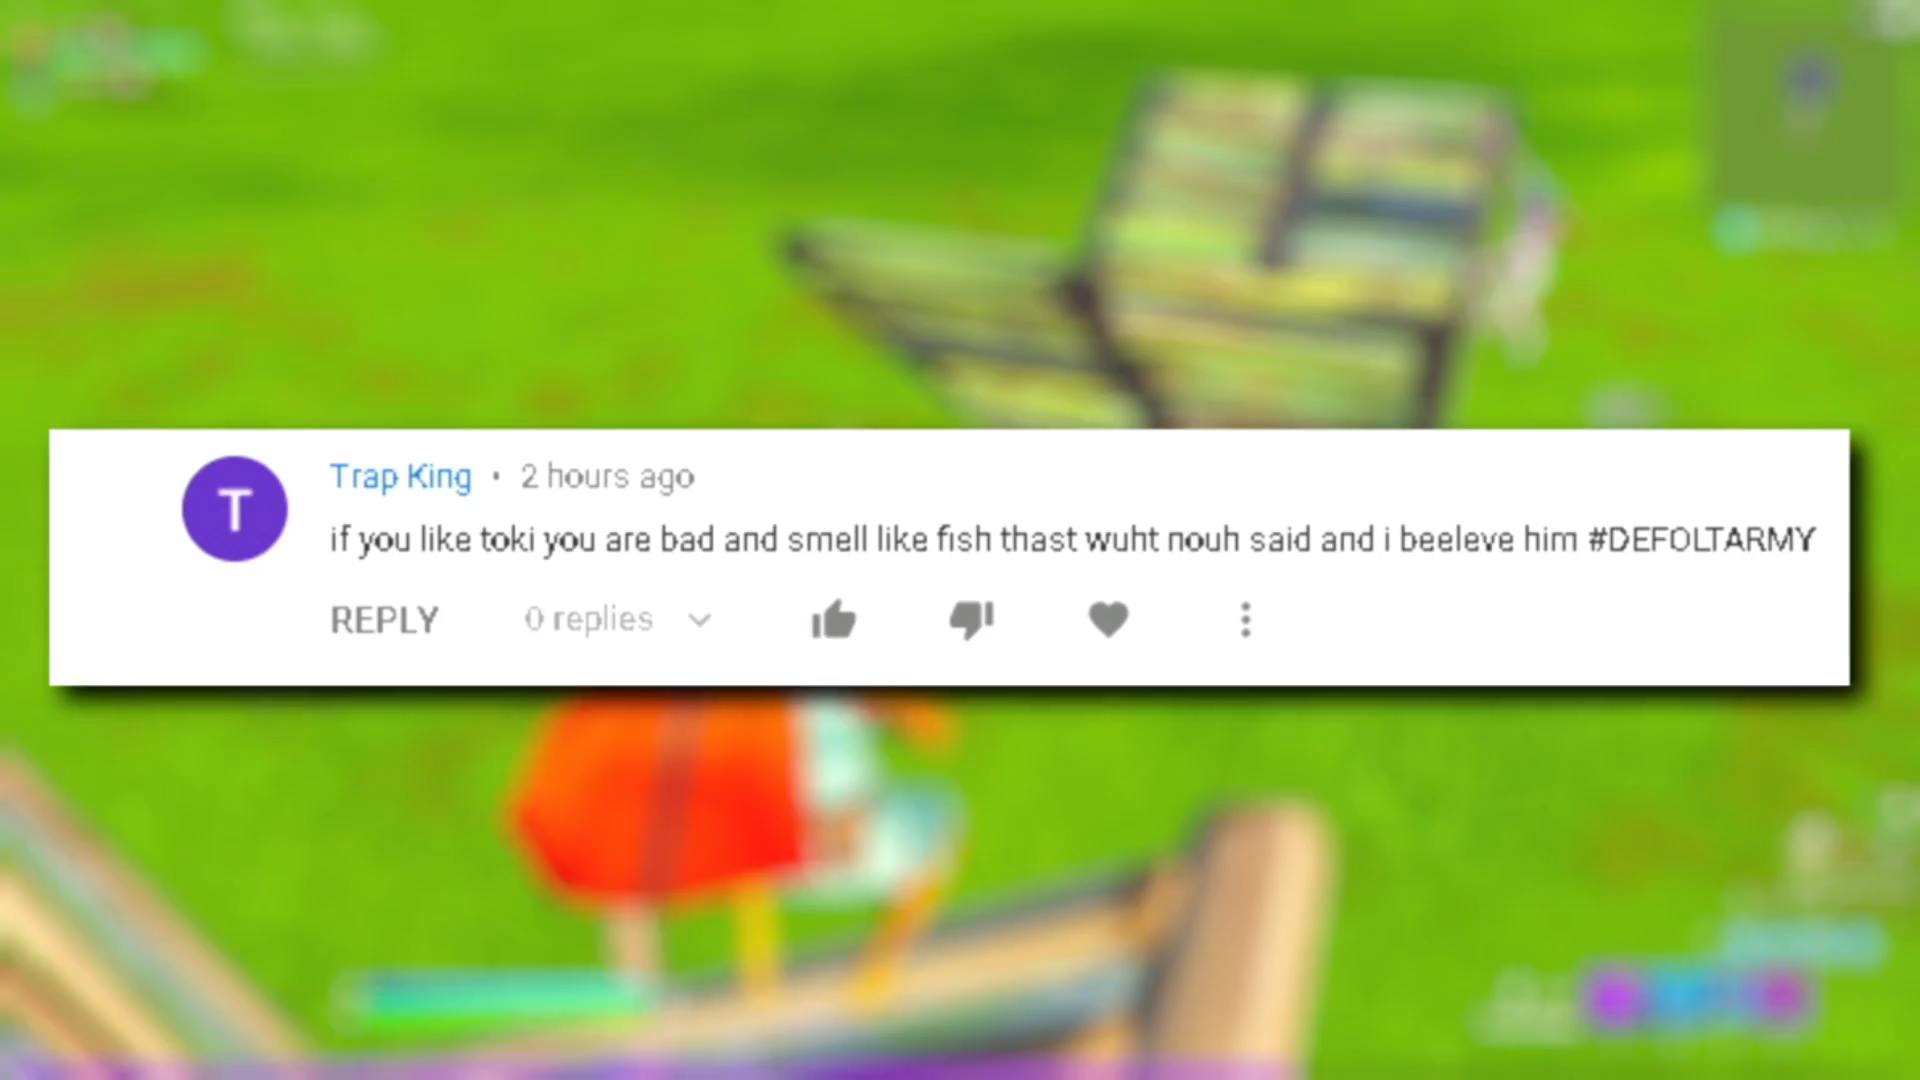 Trap King • 2 hours ago
if you like toki you are bad and smell like fish thast wuht nouh said and i beeleve him #DEFOLTARMY
REPLY 0 replies
T